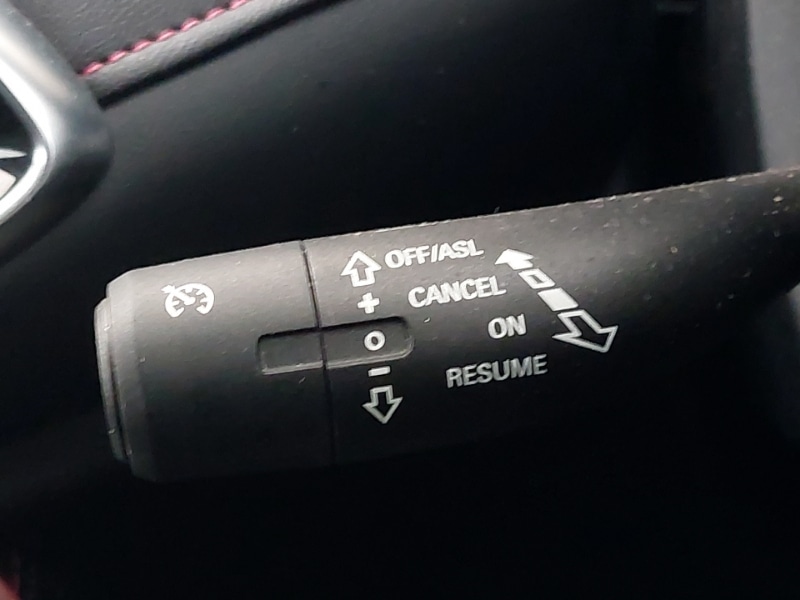 OFF/ASL
+ CANCEL
O ON
- RESUME